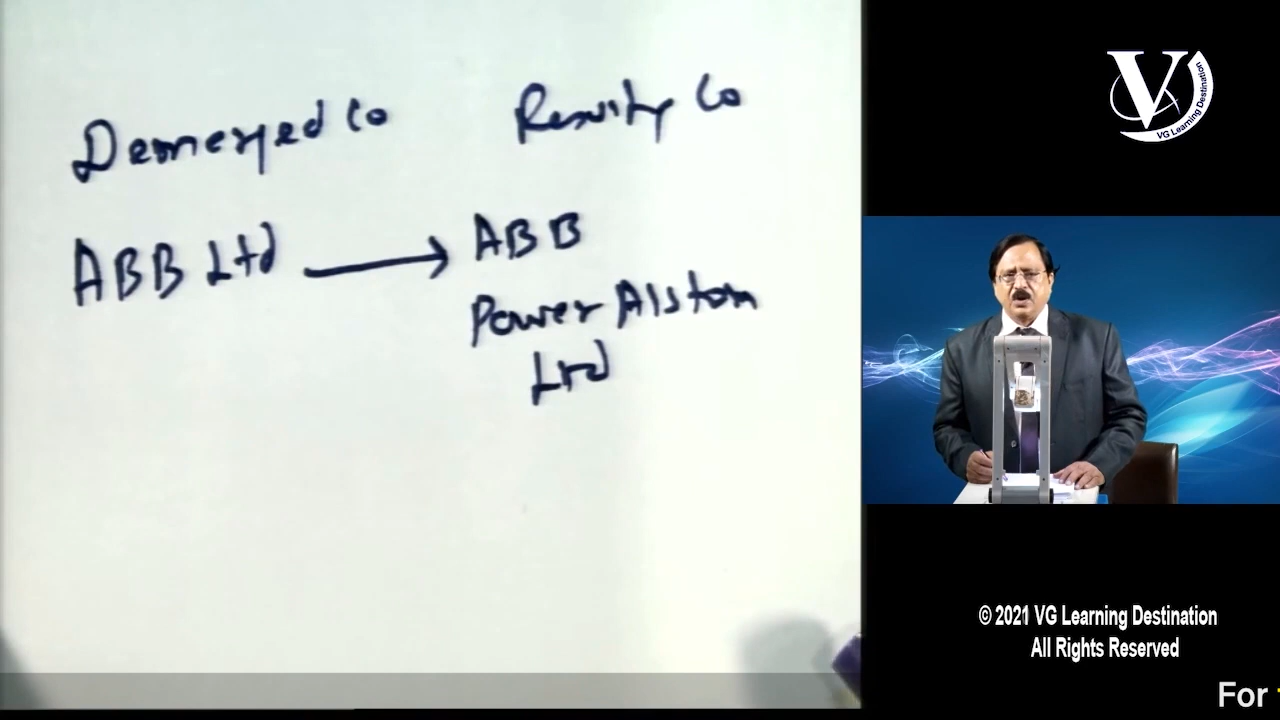 Demerged Co
Resulting Co
ABB Ltd → ABB
Power Alstom
Ltd
V
VG Learning Destination
© 2021 VG Learning Destination
All Rights Reserved
For